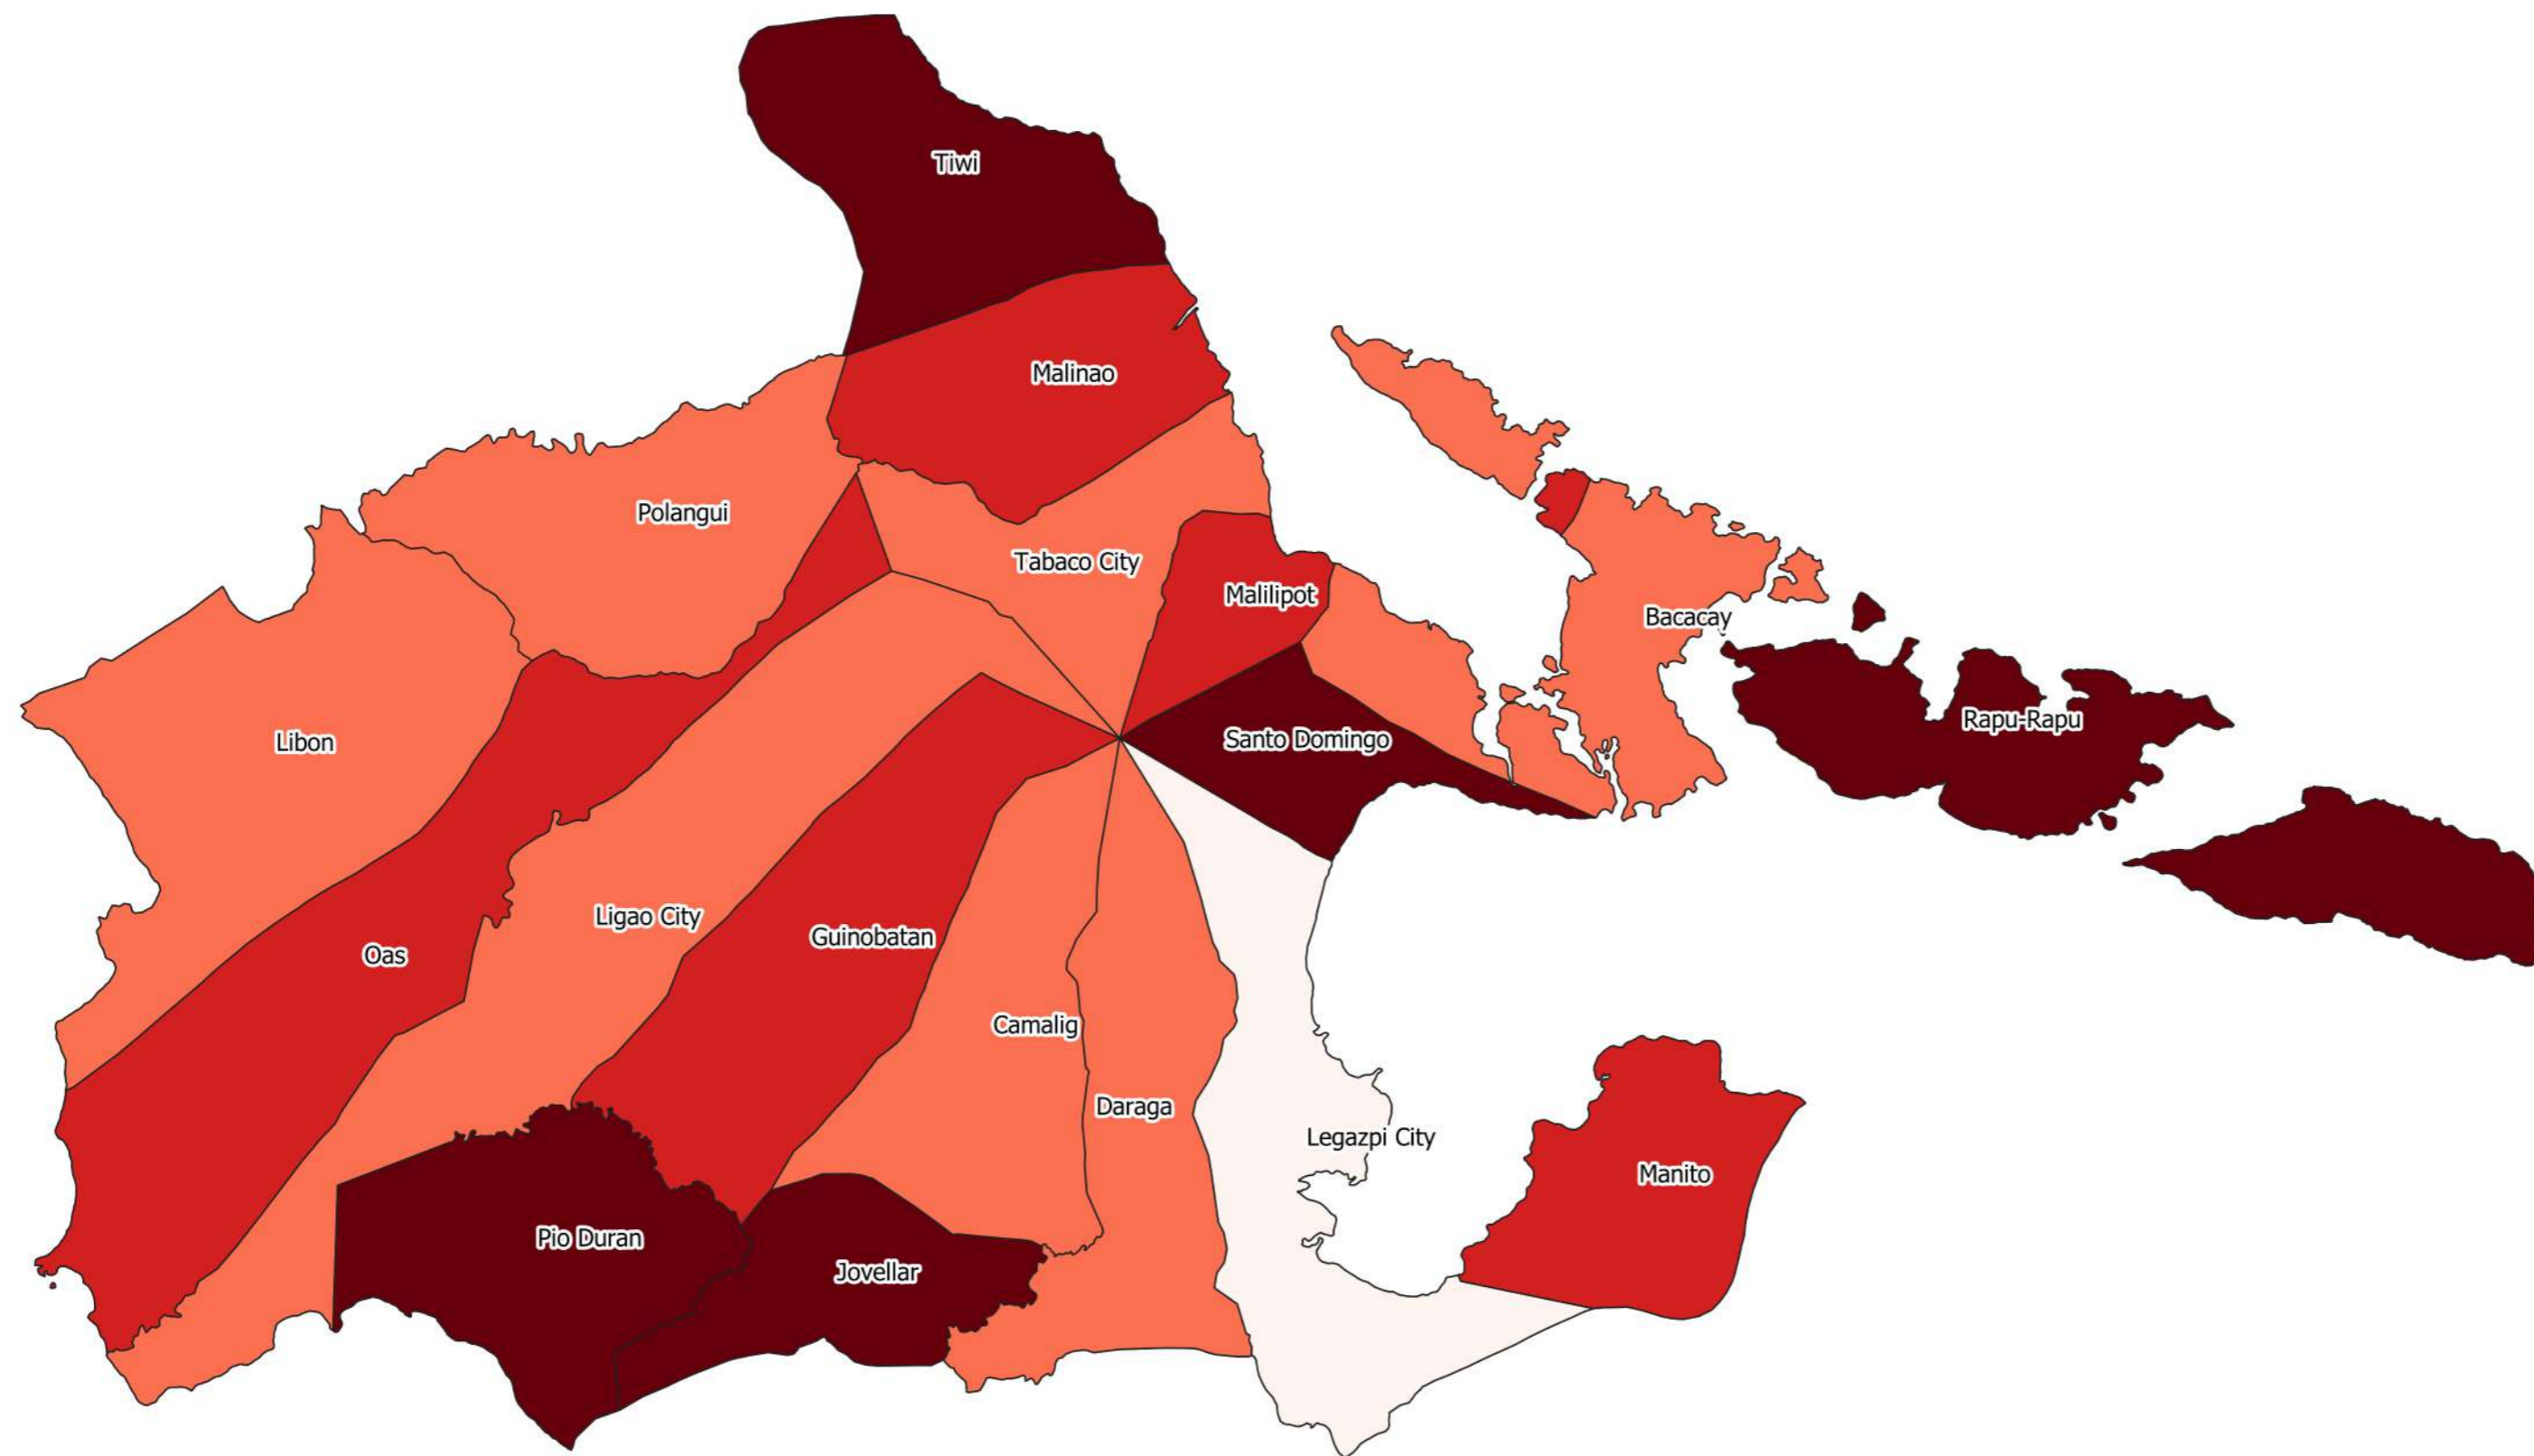 Tiwi
Malinao
Polangui
Tabaco City
Malilipot
Bacacay
Rapu-Rapu
Libon
Santo Domingo
Ligao City
Guinobatan
Oas
Camalig
Daraga
Legazpi City
Manito
Pio Duran
Jovellar